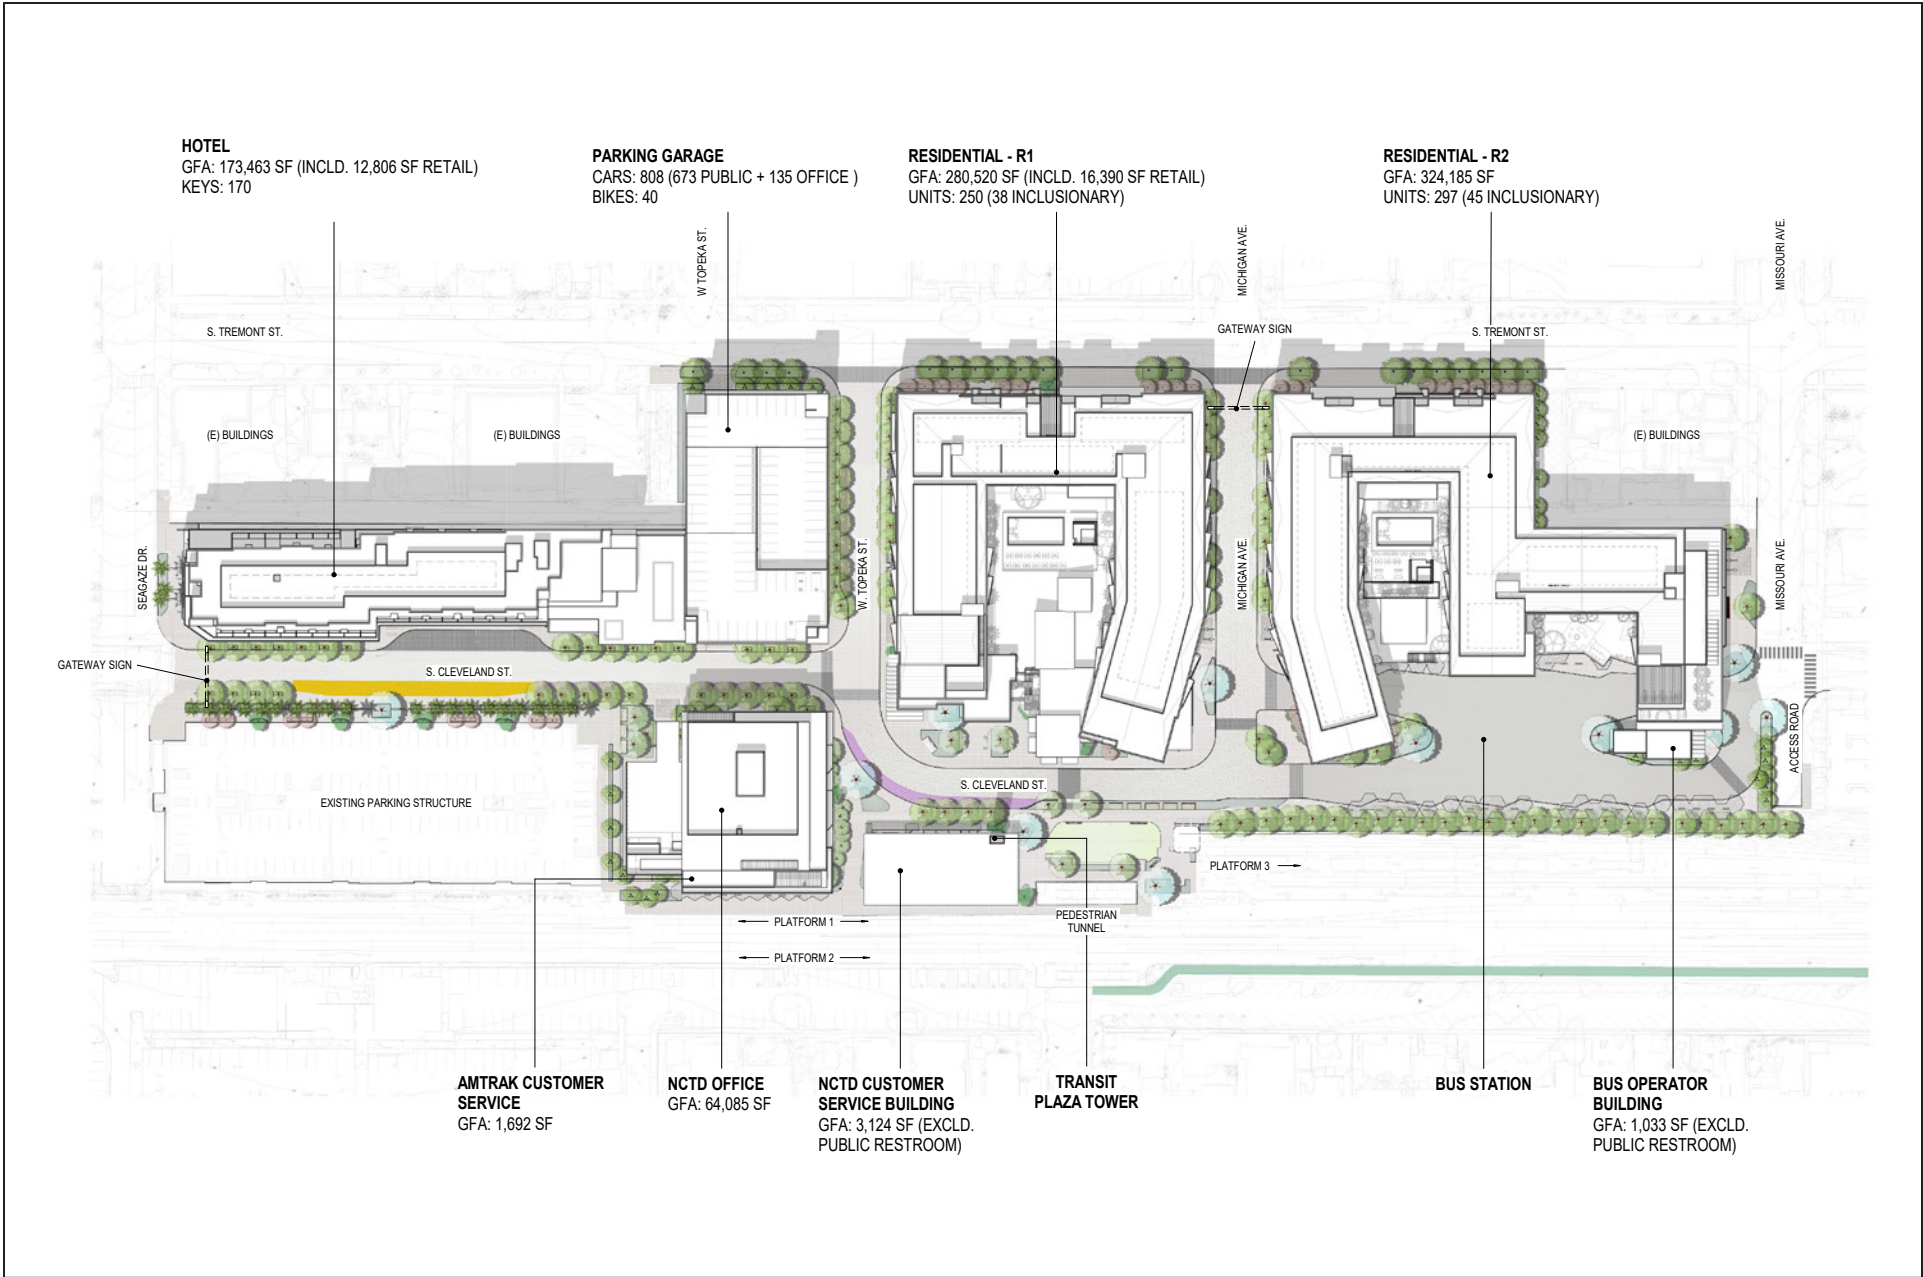 HOTEL
GFA: 173,463 SF (INCLD. 12,806 SF RETAIL)
KEYS: 170
PARKING GARAGE
CARS: 808 (673 PUBLIC + 135 OFFICE )
BIKES: 40
RESIDENTIAL - R1
GFA: 280,520 SF (INCLD. 16,390 SF RETAIL)
UNITS: 250 (38 INCLUSIONARY)
RESIDENTIAL - R2
GFA: 324,185 SF
UNITS: 297 (45 INCLUSIONARY)
W TOPEKA ST.
MICHIGAN AVE.
MISSOURI AVE.
S. TREMONT ST.
GATEWAY SIGN
S. TREMONT ST.
(E) BUILDINGS
(E) BUILDINGS
(E) BUILDINGS
SEAGAZE DR.
W. TOPEKA ST.
MICHIGAN AVE.
MISSOURI AVE.
GATEWAY SIGN
S. CLEVELAND ST.
ACCESS ROAD
S. CLEVELAND ST.
EXISTING PARKING STRUCTURE
PLATFORM 3
PLATFORM 1
PEDESTRIAN
TUNNEL
PLATFORM 2
AMTRAK CUSTOMER
SERVICE
GFA: 1,692 SF
NCTD OFFICE
GFA: 64,085 SF
NCTD CUSTOMER
SERVICE BUILDING
GFA: 3,124 SF (EXCLD.
PUBLIC RESTROOM)
TRANSIT
PLAZA TOWER
BUS STATION
BUS OPERATOR
BUILDING
GFA: 1,033 SF (EXCLD.
PUBLIC RESTROOM)